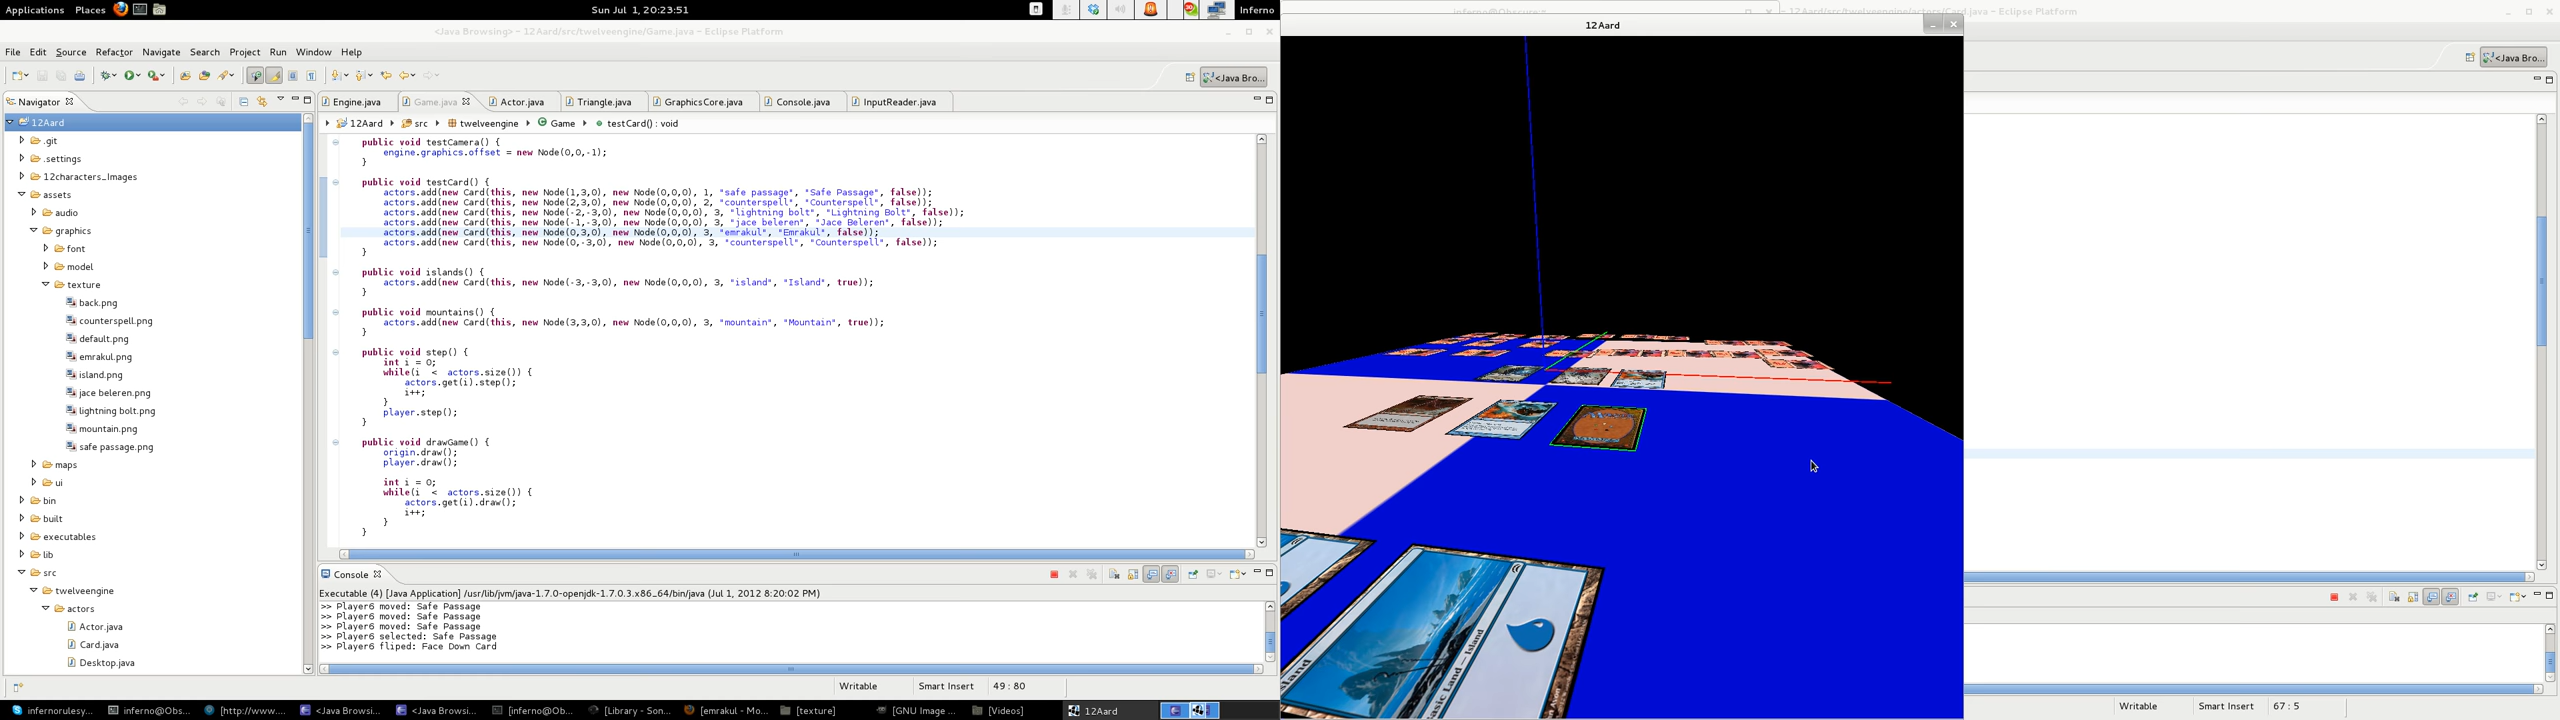 Applications Places
Sun Jul 1, 20:23:51
Inferno
<Java Browsing> - 12Aard/src/twelveengine/Game.java - Eclipse Platform
File Edit Source Refactor Navigate Search Project Run Window Help
<Java Bro...
Navigator
12Aard
.git
.settings
12characters_Images
assets
audio
graphics
font
model
texture
back.png
counterspell.png
default.png
emrakul.png
island.png
jace beleren.png
lightning bolt.png
mountain.png
safe passage.png
maps
ui
bin
built
executables
lib
src
twelveengine
actors
Actor.java
Card.java
Desktop.java
Engine.java Game.java Actor.java Triangle.java GraphicsCore.java Console.java InputReader.java
12Aard src twelveengine Game testCard() : void
public void testCamera() {
engine.graphics.offset = new Node(0,0,-1);
}
public void testCard() {
actors.add(new Card(this, new Node(1,3,0), new Node(0,0,0), 1, "safe passage", "Safe Passage", false));
actors.add(new Card(this, new Node(2,3,0), new Node(0,0,0), 2, "counterspell", "Counterspell", false));
actors.add(new Card(this, new Node(-2,-3,0), new Node(0,0,0), 3, "lightning bolt", "Lightning Bolt", false));
actors.add(new Card(this, new Node(-1,-3,0), new Node(0,0,0), 3, "jace beleren", "Jace Beleren", false));
actors.add(new Card(this, new Node(0,3,0), new Node(0,0,0), 3, "emrakul", "Emrakul", false));
actors.add(new Card(this, new Node(0,-3,0), new Node(0,0,0), 3, "counterspell", "Counterspell", false));
}
public void islands() {
actors.add(new Card(this, new Node(-3,-3,0), new Node(0,0,0), 3, "island", "Island", true));
}
public void mountains() {
actors.add(new Card(this, new Node(3,3,0), new Node(0,0,0), 3, "mountain", "Mountain", true));
}
public void step() {
int i = 0;
while(i < actors.size()) {
actors.get(i).step();
i++;
}
player.step();
}
public void drawGame() {
origin.draw();
player.draw();
int i = 0;
while(i < actors.size()) {
actors.get(i).draw();
i++;
}
}
Console
Executable (4) [Java Application] /usr/lib/jvm/java-1.7.0-openjdk-1.7.0.3.x86_64/bin/java (Jul 1, 2012 8:20:02 PM)
>> Player6 moved: Safe Passage
>> Player6 moved: Safe Passage
>> Player6 moved: Safe Passage
>> Player6 selected: Safe Passage
>> Player6 fliped: Face Down Card
Writable Smart Insert 49 : 80
infernorulesy... inferno@Obs... [http://www.... <Java Browsi... <Java Browsi... [inferno@Ob... [Library - Son... [emrakul - Mo... [texture] [GNU Image ... [Videos] 12Aard
inferno@Obscure:~
12Aard/src/twelveengine/actors/Card.java - Eclipse Platform
12Aard
<Java Bro...
Basic Land — Island
Writable Smart Insert 67 : 5